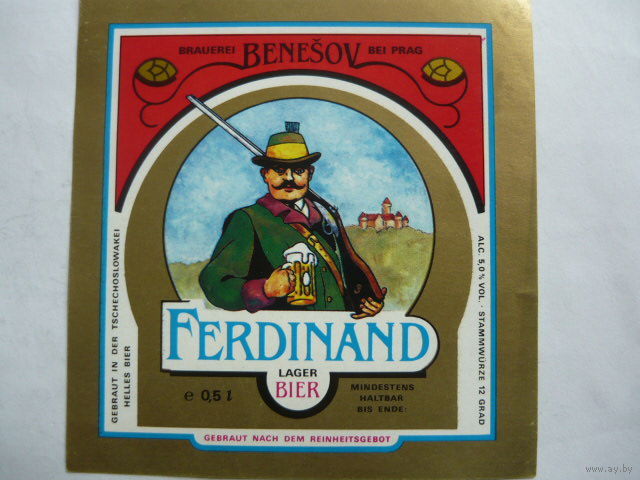 BRAUEREI BENEŠOV BEI PRAG
GEBRAUT IN DER TSCHECHOSLOWAKEI
HELLES BIER
ALC. 5,0% VOL. · STAMMWÜRZE 12 GRAD
FERDINAND
LAGER
BIER
e 0,5 l
MINDESTENS
HALTBAR
BIS ENDE:
GEBRAUT NACH DEM REINHEITSGEBOT
© www.ay.by